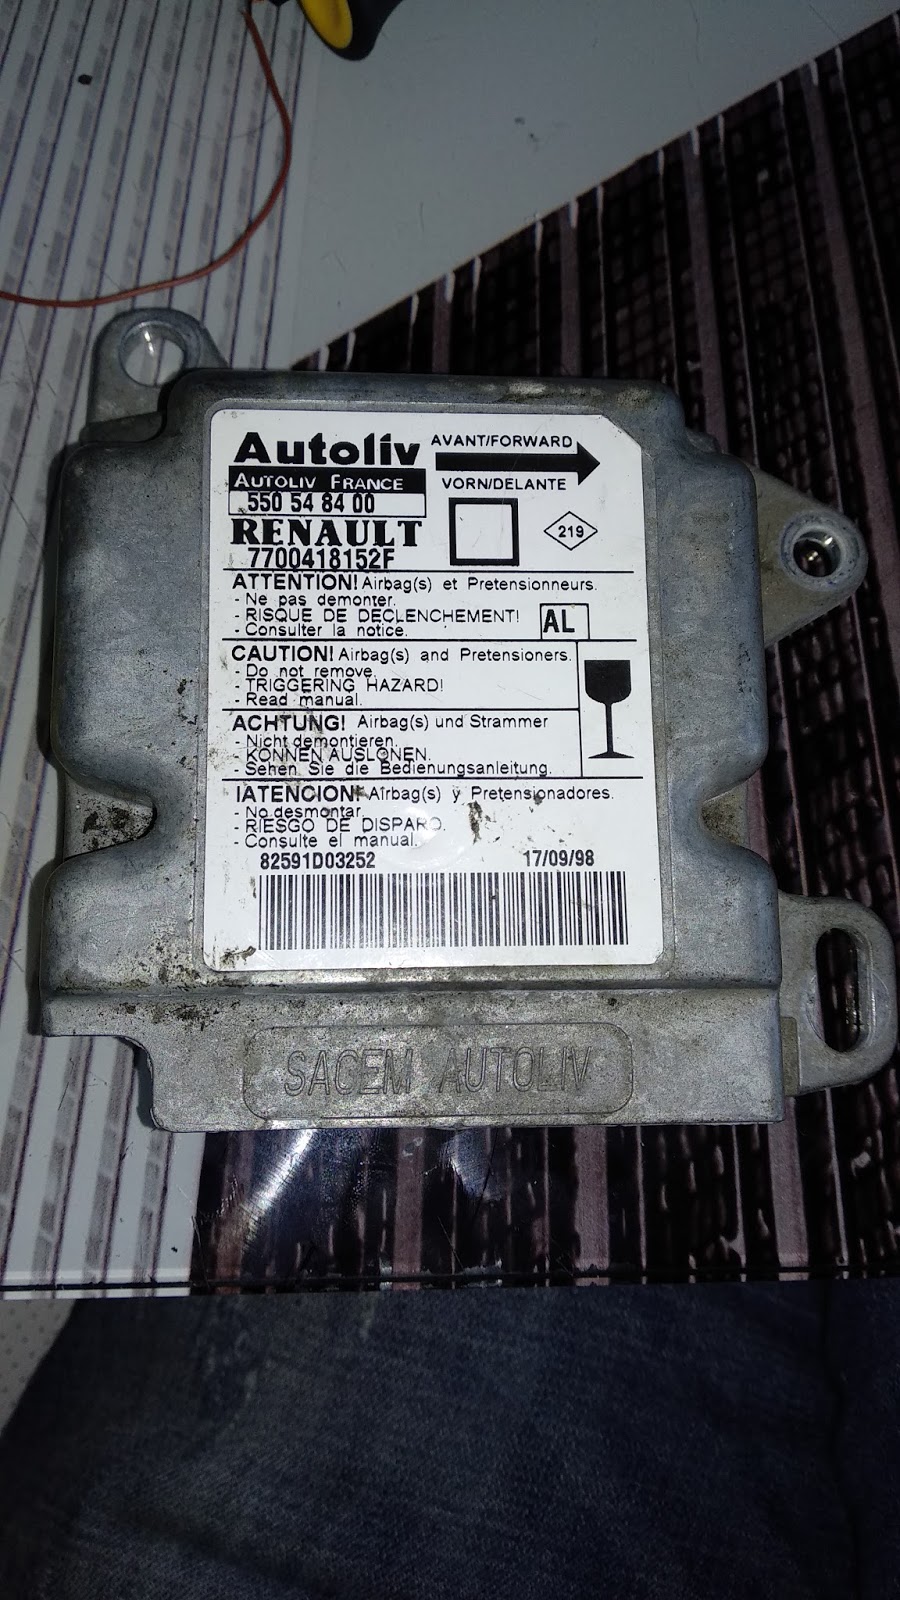 Autoliv
AVANT/FORWARD
AUTOLIV FRANCE
VORN/DELANTE
550 54 84 00
RENAULT
219
7700418152F
ATTENTION! Airbag(s) et Pretensionneurs.
- Ne pas demonter.
- RISQUE DE DECLENCHEMENT!
- Consulter la notice.
AL
CAUTION! Airbag(s) and Pretensioners.
- Do not remove.
- TRIGGERING HAZARD!
- Read manual.
ACHTUNG! Airbag(s) und Strammer
- Nicht demontieren.
- KONNEN AUSLONEN.
- Sehen Sie die Bedienungsanleitung.
IATENCION! Airbag(s) y Pretensionadores.
- No desmontar.
- RIESGO DE DISPARO.
- Consulte el manual.
82591D03252 17/09/98
SACEM AUTOLIV